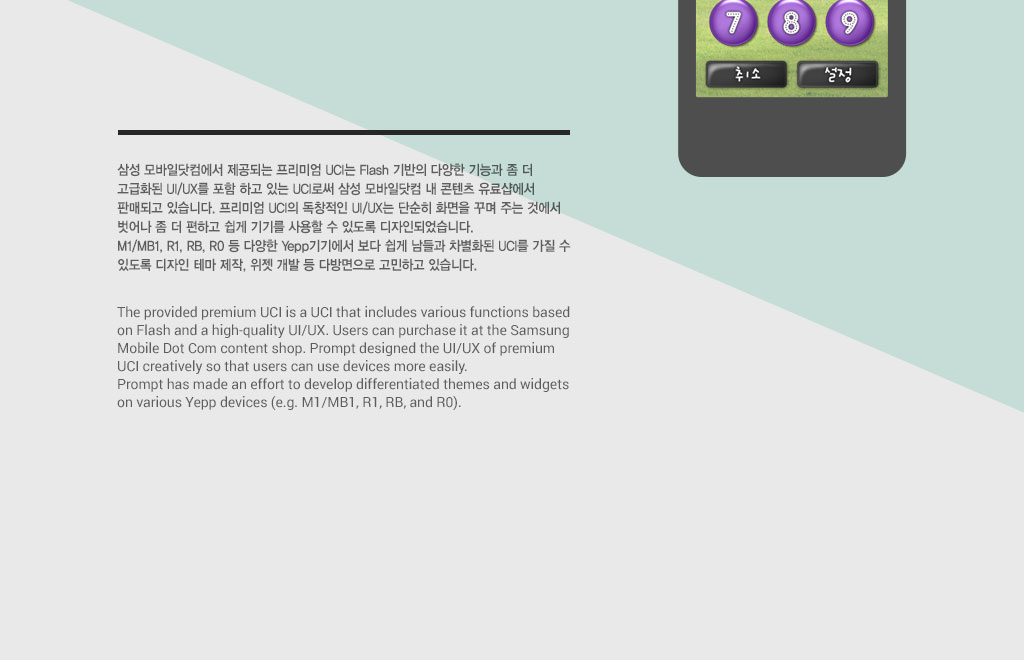 7 8 9
취소 설정
삼성 모바일닷컴에서 제공되는 프리미엄 UCI는 Flash 기반의 다양한 기능과 좀 더
고급화된 UI/UX를 포함 하고 있는 UCI로써 삼성 모바일닷컴 내 콘텐츠 유료샵에서
판매되고 있습니다. 프리미엄 UCI의 독창적인 UI/UX는 단순히 화면을 꾸며 주는 것에서
벗어나 좀 더 편하고 쉽게 기기를 사용할 수 있도록 디자인되었습니다.
M1/MB1, R1, RB, R0 등 다양한 Yepp기기에서 보다 쉽게 남들과 차별화된 UCI를 가질 수
있도록 디자인 테마 제작, 위젯 개발 등 다방면으로 고민하고 있습니다.
The provided premium UCI is a UCI that includes various functions based
on Flash and a high-quality UI/UX. Users can purchase it at the Samsung
Mobile Dot Com content shop. Prompt designed the UI/UX of premium
UCI creatively so that users can use devices more easily.
Prompt has made an effort to develop differentiated themes and widgets
on various Yepp devices (e.g. M1/MB1, R1, RB, and R0).